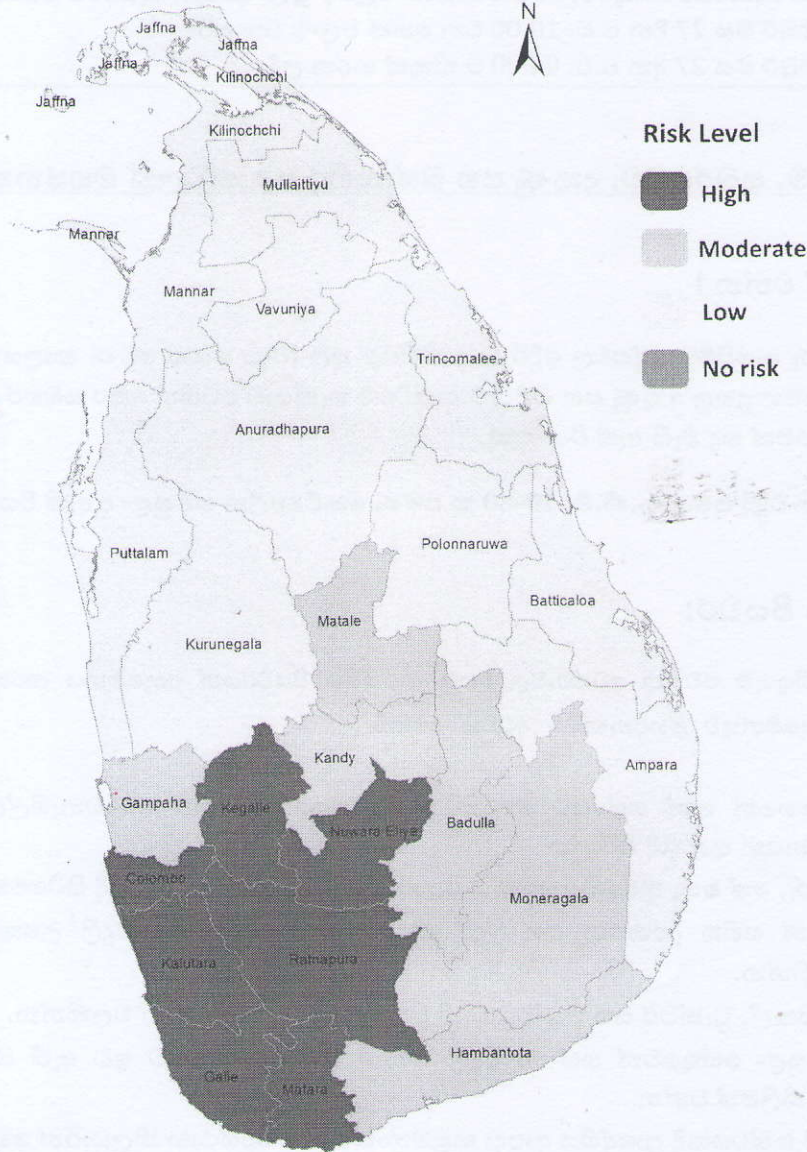 Jaffna
N
Jaffna
Kilinochchi
Jaffna
Jaffna
Kilinochchi
Risk Level
High
Mullaittivu
Mannar
Moderate
Mannar
Vavuniya
Low
Trincomalee
No risk
Anuradhapura
Puttalam
Polonnaruwa
Batticaloa
Matale
Kurunegala
Kandy
Ampara
Gampaha
Kegalle
Nuwara Eliya
Badulla
Colombo
Moneragala
Kalutara
Ratnapura
Hambantota
Galle
Matara